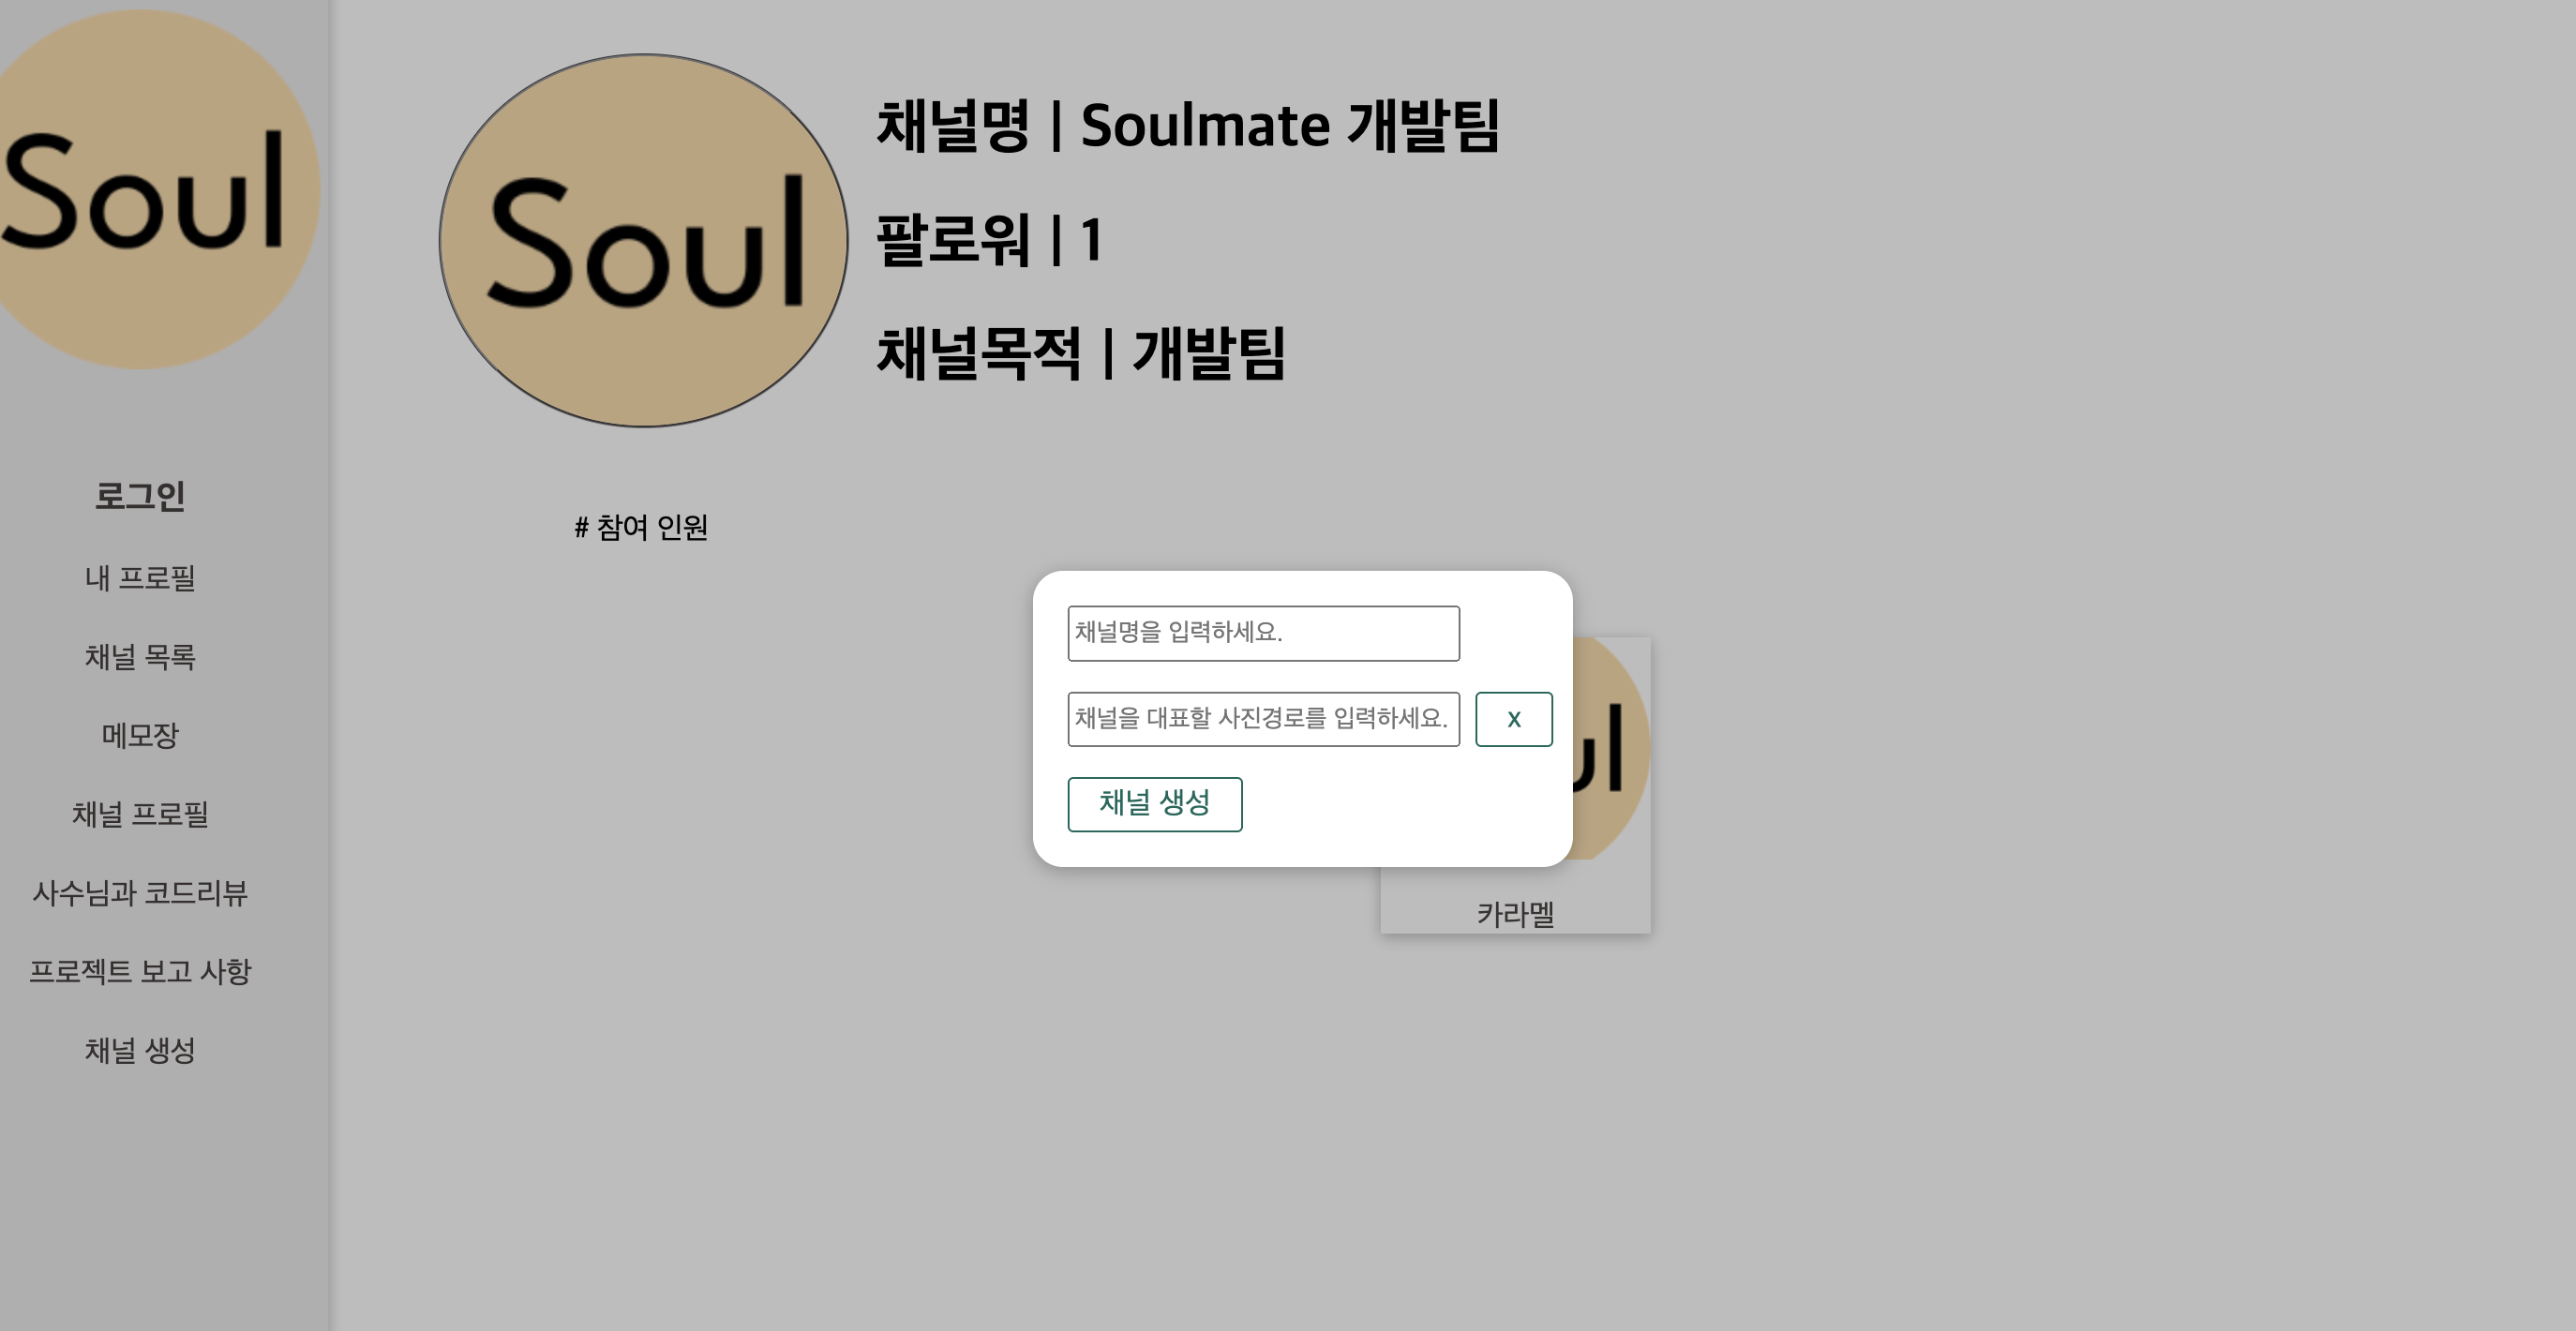 Soul
로그인
내 프로필
채널 목록
메모장
채널 프로필
사수님과 코드리뷰
프로젝트 보고 사항
채널 생성
Soul
채널명 | Soulmate 개발팀
팔로워 | 1
채널목적 | 개발팀
# 참여 인원
채널명을 입력하세요.
채널을 대표할 사진경로를 입력하세요.
X
채널 생성
ul
카라멜